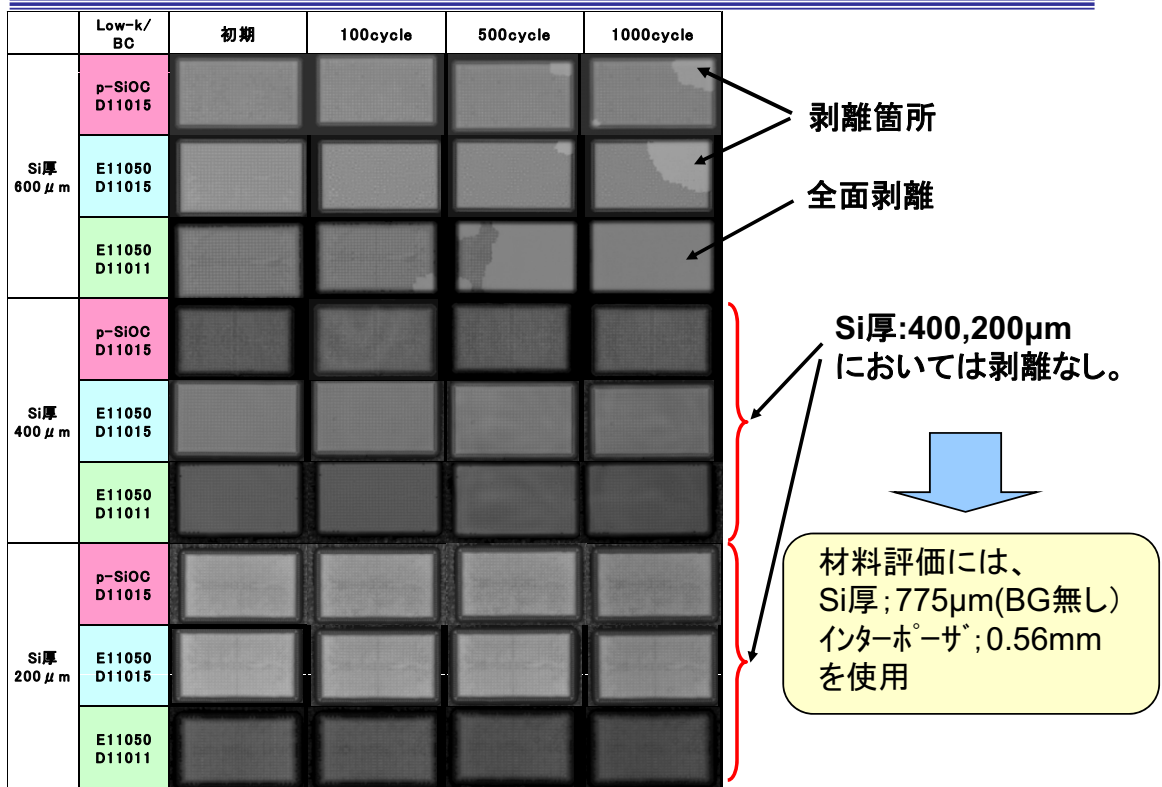 Low-k/
BC
初期
100cycle
500cycle
1000cycle
Si厚
600μm
p-SiOC
D11015
E11050
D11015
E11050
D11011
Si厚
400μm
p-SiOC
D11015
E11050
D11015
E11050
D11011
Si厚
200μm
p-SiOC
D11015
E11050
D11015
E11050
D11011
剥離箇所
全面剥離
Si厚:400,200μm
においては剥離なし。
材料評価には、
Si厚;775μm(BG無し)
インターポーザ;0.56mm
を使用